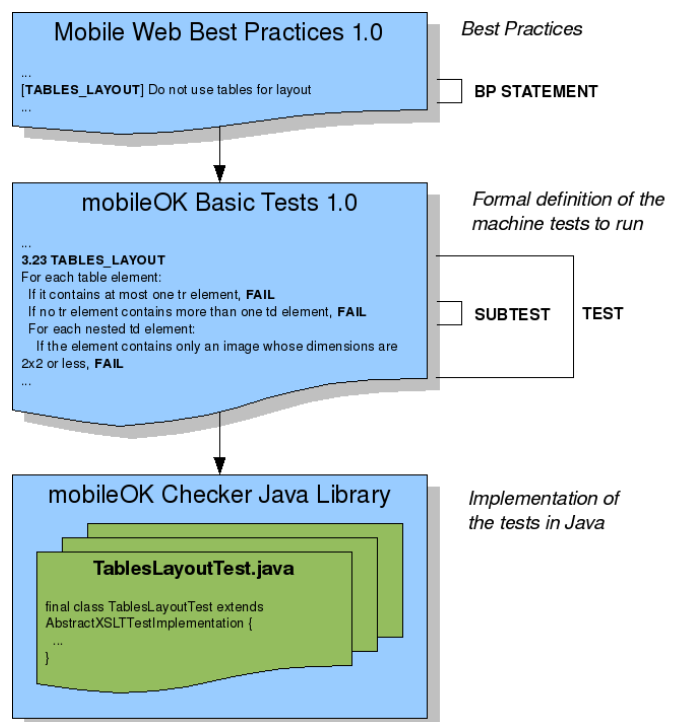 Mobile Web Best Practices 1.0
Best Practices
...
[TABLES_LAYOUT] Do not use tables for layout
...
BP STATEMENT
mobileOK Basic Tests 1.0
Formal definition of the
machine tests to run
...
3.23 TABLES_LAYOUT
For each table element:
If it contains at most one tr element, FAIL
If no tr element contains more than one td element, FAIL
For each nested td element:
If the element contains only an image whose dimensions are
2x2 or less, FAIL
...
SUBTEST
TEST
mobileOK Checker Java Library
Implementation of
the tests in Java
TablesLayoutTest.java
final class TablesLayoutTest extends
AbstractXSLTTestImplementation {
...
}